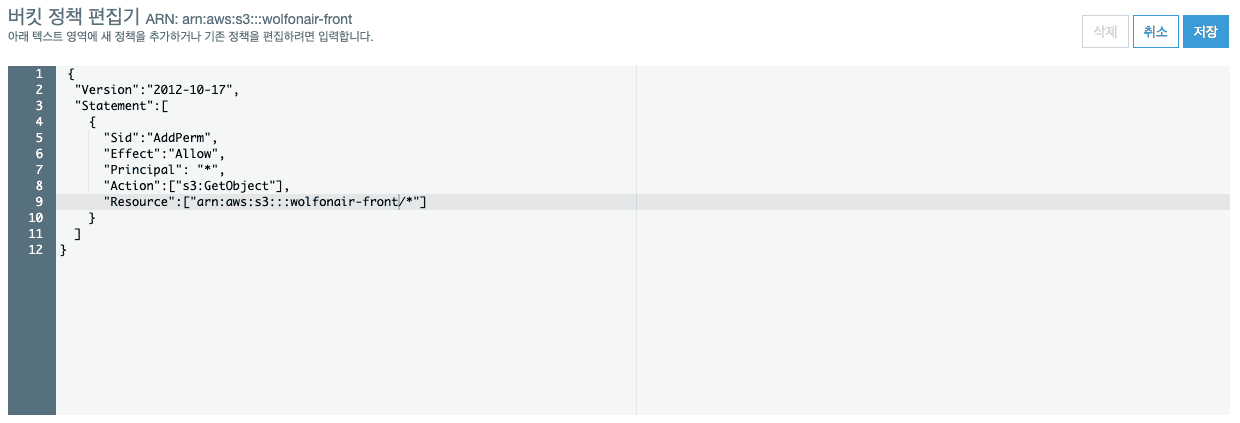 버킷 정책 편집기 ARN: arn:aws:s3:::wolfonair-front
아래 텍스트 영역에 새 정책을 추가하거나 기존 정책을 편집하려면 입력합니다.
삭제 취소 저장
1 {
2 "Version":"2012-10-17",
3 "Statement":[
4 {
5 "Sid":"AddPerm",
6 "Effect":"Allow",
7 "Principal": "*",
8 "Action":["s3:GetObject"],
9 "Resource":["arn:aws:s3:::wolfonair-front/*"]
10 }
11 ]
12 }